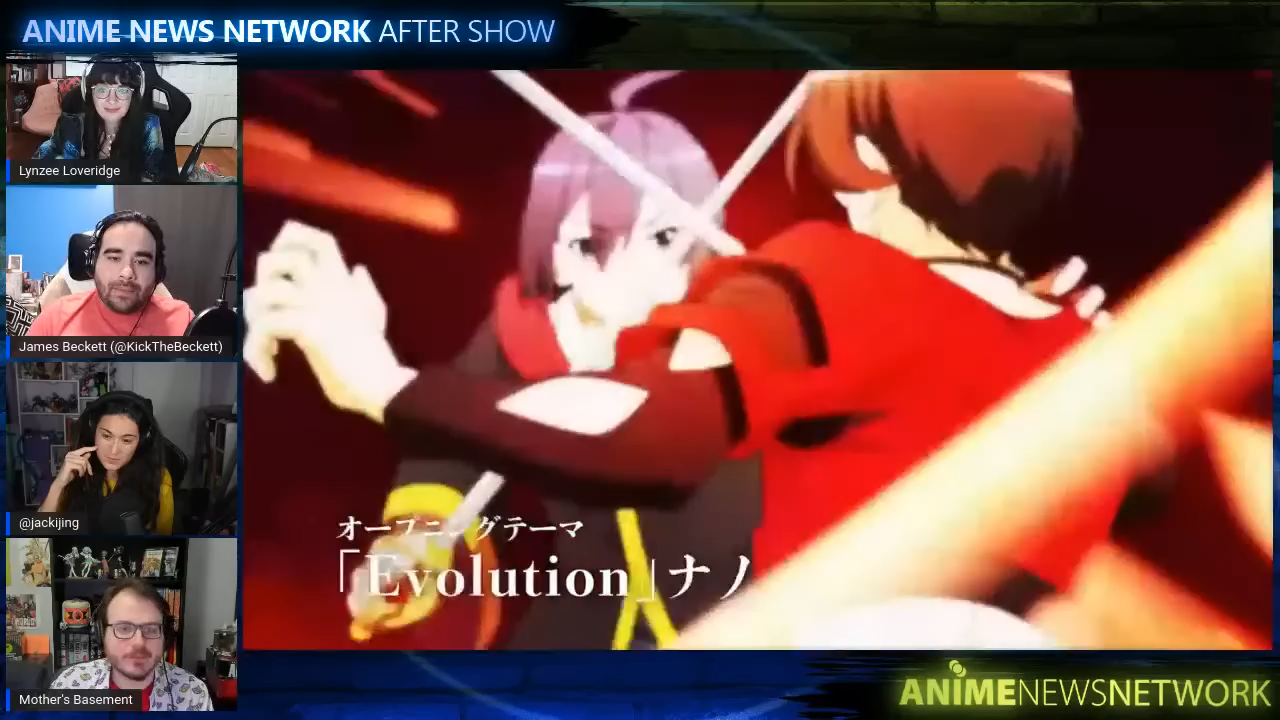 ANIME NEWS NETWORK AFTER SHOW
Lynzee Loveridge
James Beckett (@KickTheBeckett)
@jackijing
Mother's Basement
オープニングテーマ
「Evolution」ナノ
ANIMENEWSNETWORK